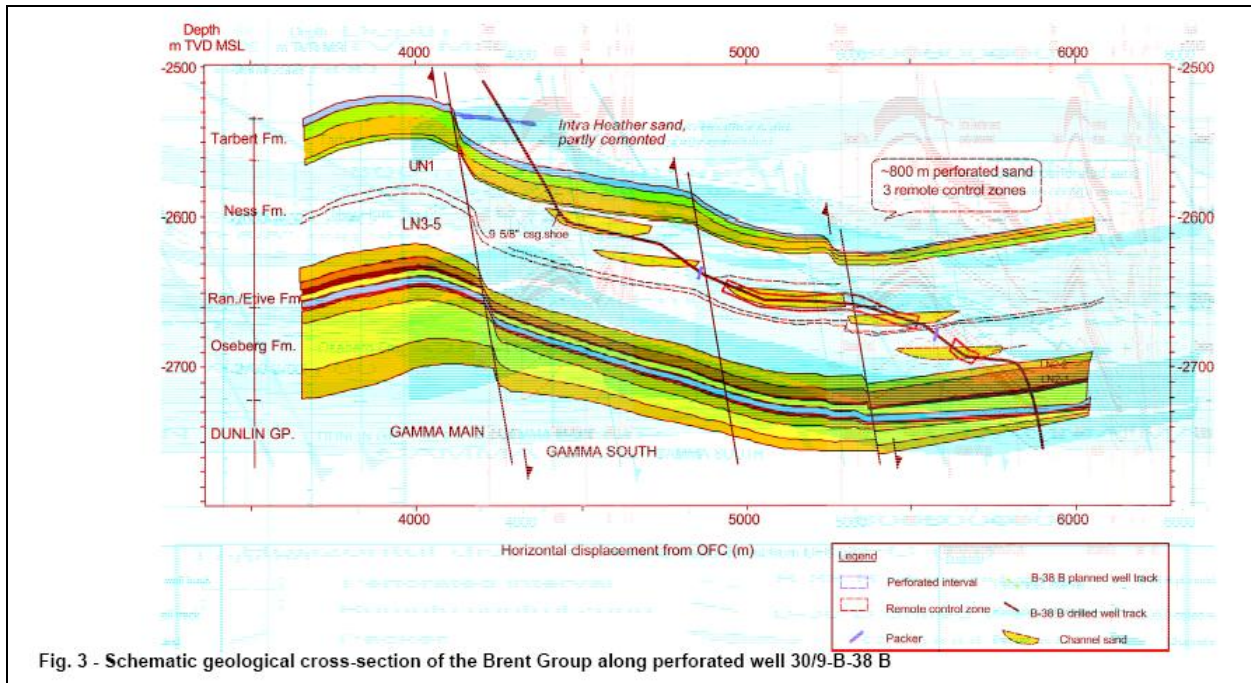 Depth
m TVD MSL
4000
5000
6000
-2500
-2500
Tarbert Fm.
Intra Heather sand,
partly cemented
UN1
~800 m perforated sand
3 remote control zones
-2600
-2600
Ness Fm.
LN3-5
9 5/8" csg.shoe
Ran./Etive Fm
Oseberg Fm.
-2700
-2700
DUNLIN GP.
GAMMA MAIN
GAMMA SOUTH
4000
5000
6000
Horizontal displacement from OFC (m)
Legend
Perforated interval
B-38 B planned well track
Remote control zone
B-38 B drilled well track
Packer
Channel sand
Fig. 3 - Schematic geological cross-section of the Brent Group along perforated well 30/9-B-38 B